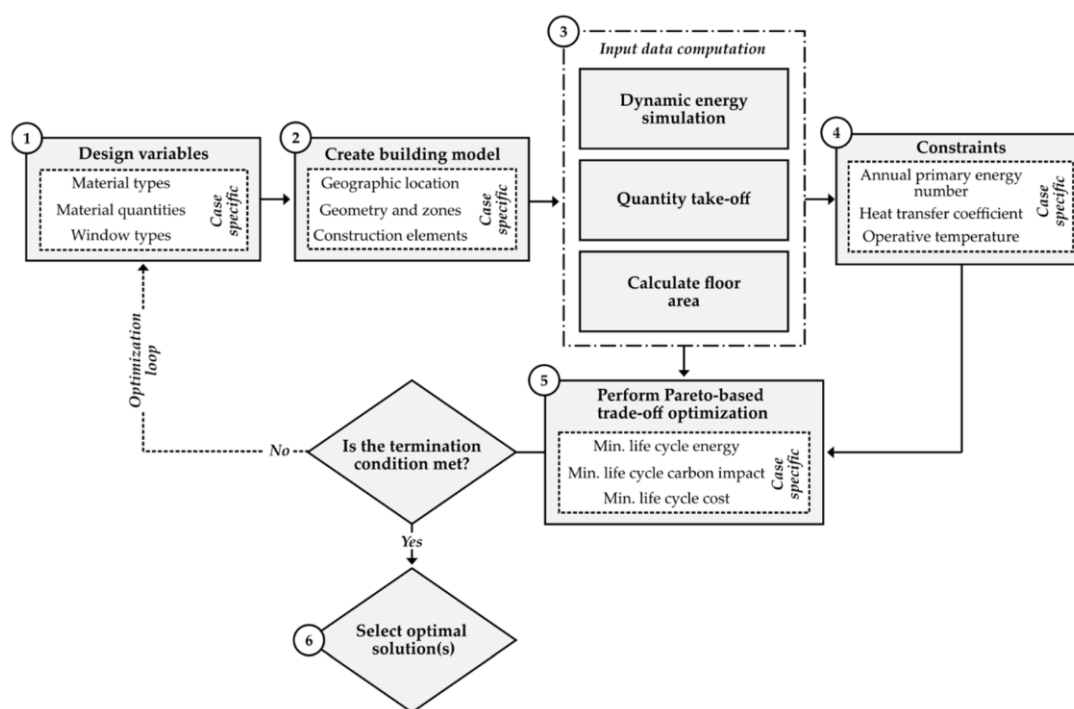 1
Design variables
Material types
Material quantities
Window types
Case
specific
2
Create building model
Geographic location
Geometry and zones
Construction elements
Case
specific
3
Input data computation
Dynamic energy
simulation
Quantity take-off
Calculate floor
area
4
Constraints
Annual primary energy
number
Heat transfer coefficient
Operative temperature
Case
specific
5
Perform Pareto-based
trade-off optimization
Min. life cycle energy
Min. life cycle carbon impact
Min. life cycle cost
Case
specific
Is the termination
condition met?
No
Optimization
loop
Yes
6
Select optimal
solution(s)